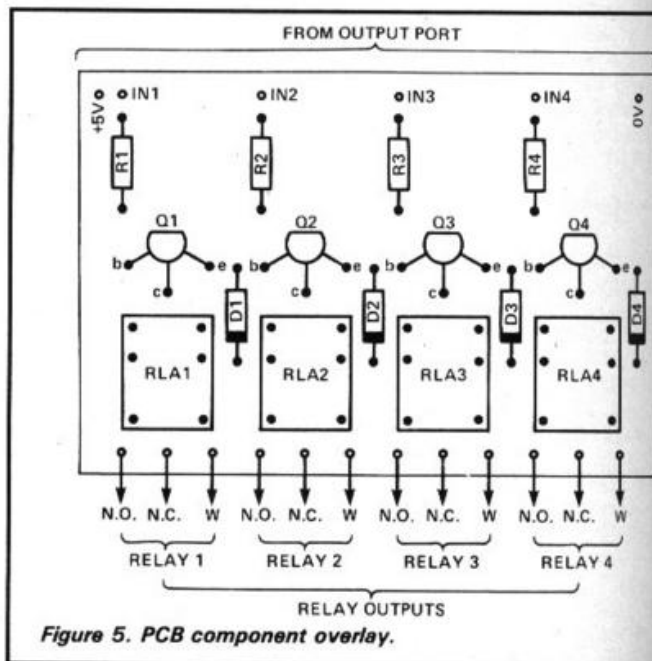 FROM OUTPUT PORT
+5V IN1 IN2 IN3 IN4 0V
R1 R2 R3 R4
Q1 Q2 Q3 Q4
b e b e b e b e
c c c c
D1 D2 D3 D4
RLA1 RLA2 RLA3 RLA4
N.O. N.C. W N.O. N.C. W N.O. N.C. W N.O. N.C. W
RELAY 1 RELAY 2 RELAY 3 RELAY 4
RELAY OUTPUTS
Figure 5. PCB component overlay.